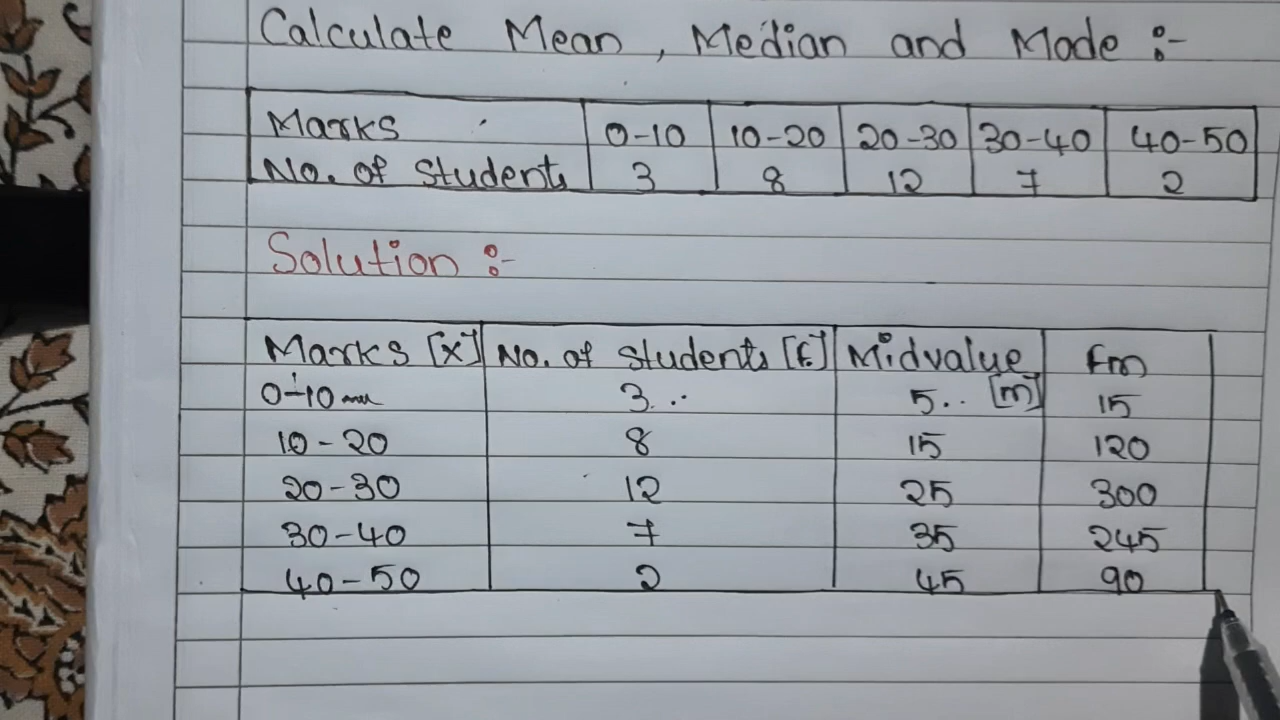 Calculate Mean, Median and Mode :-
Marks 0-10 10-20 20-30 30-40 40-50
No. of Students 3 8 12 7 2
Solution :-
Marks [x] No. of students [f] Midvalue [m] Fm
0-10 3 5 15
10-20 8 15 120
20-30 12 25 300
30-40 7 35 245
40-50 2 45 90